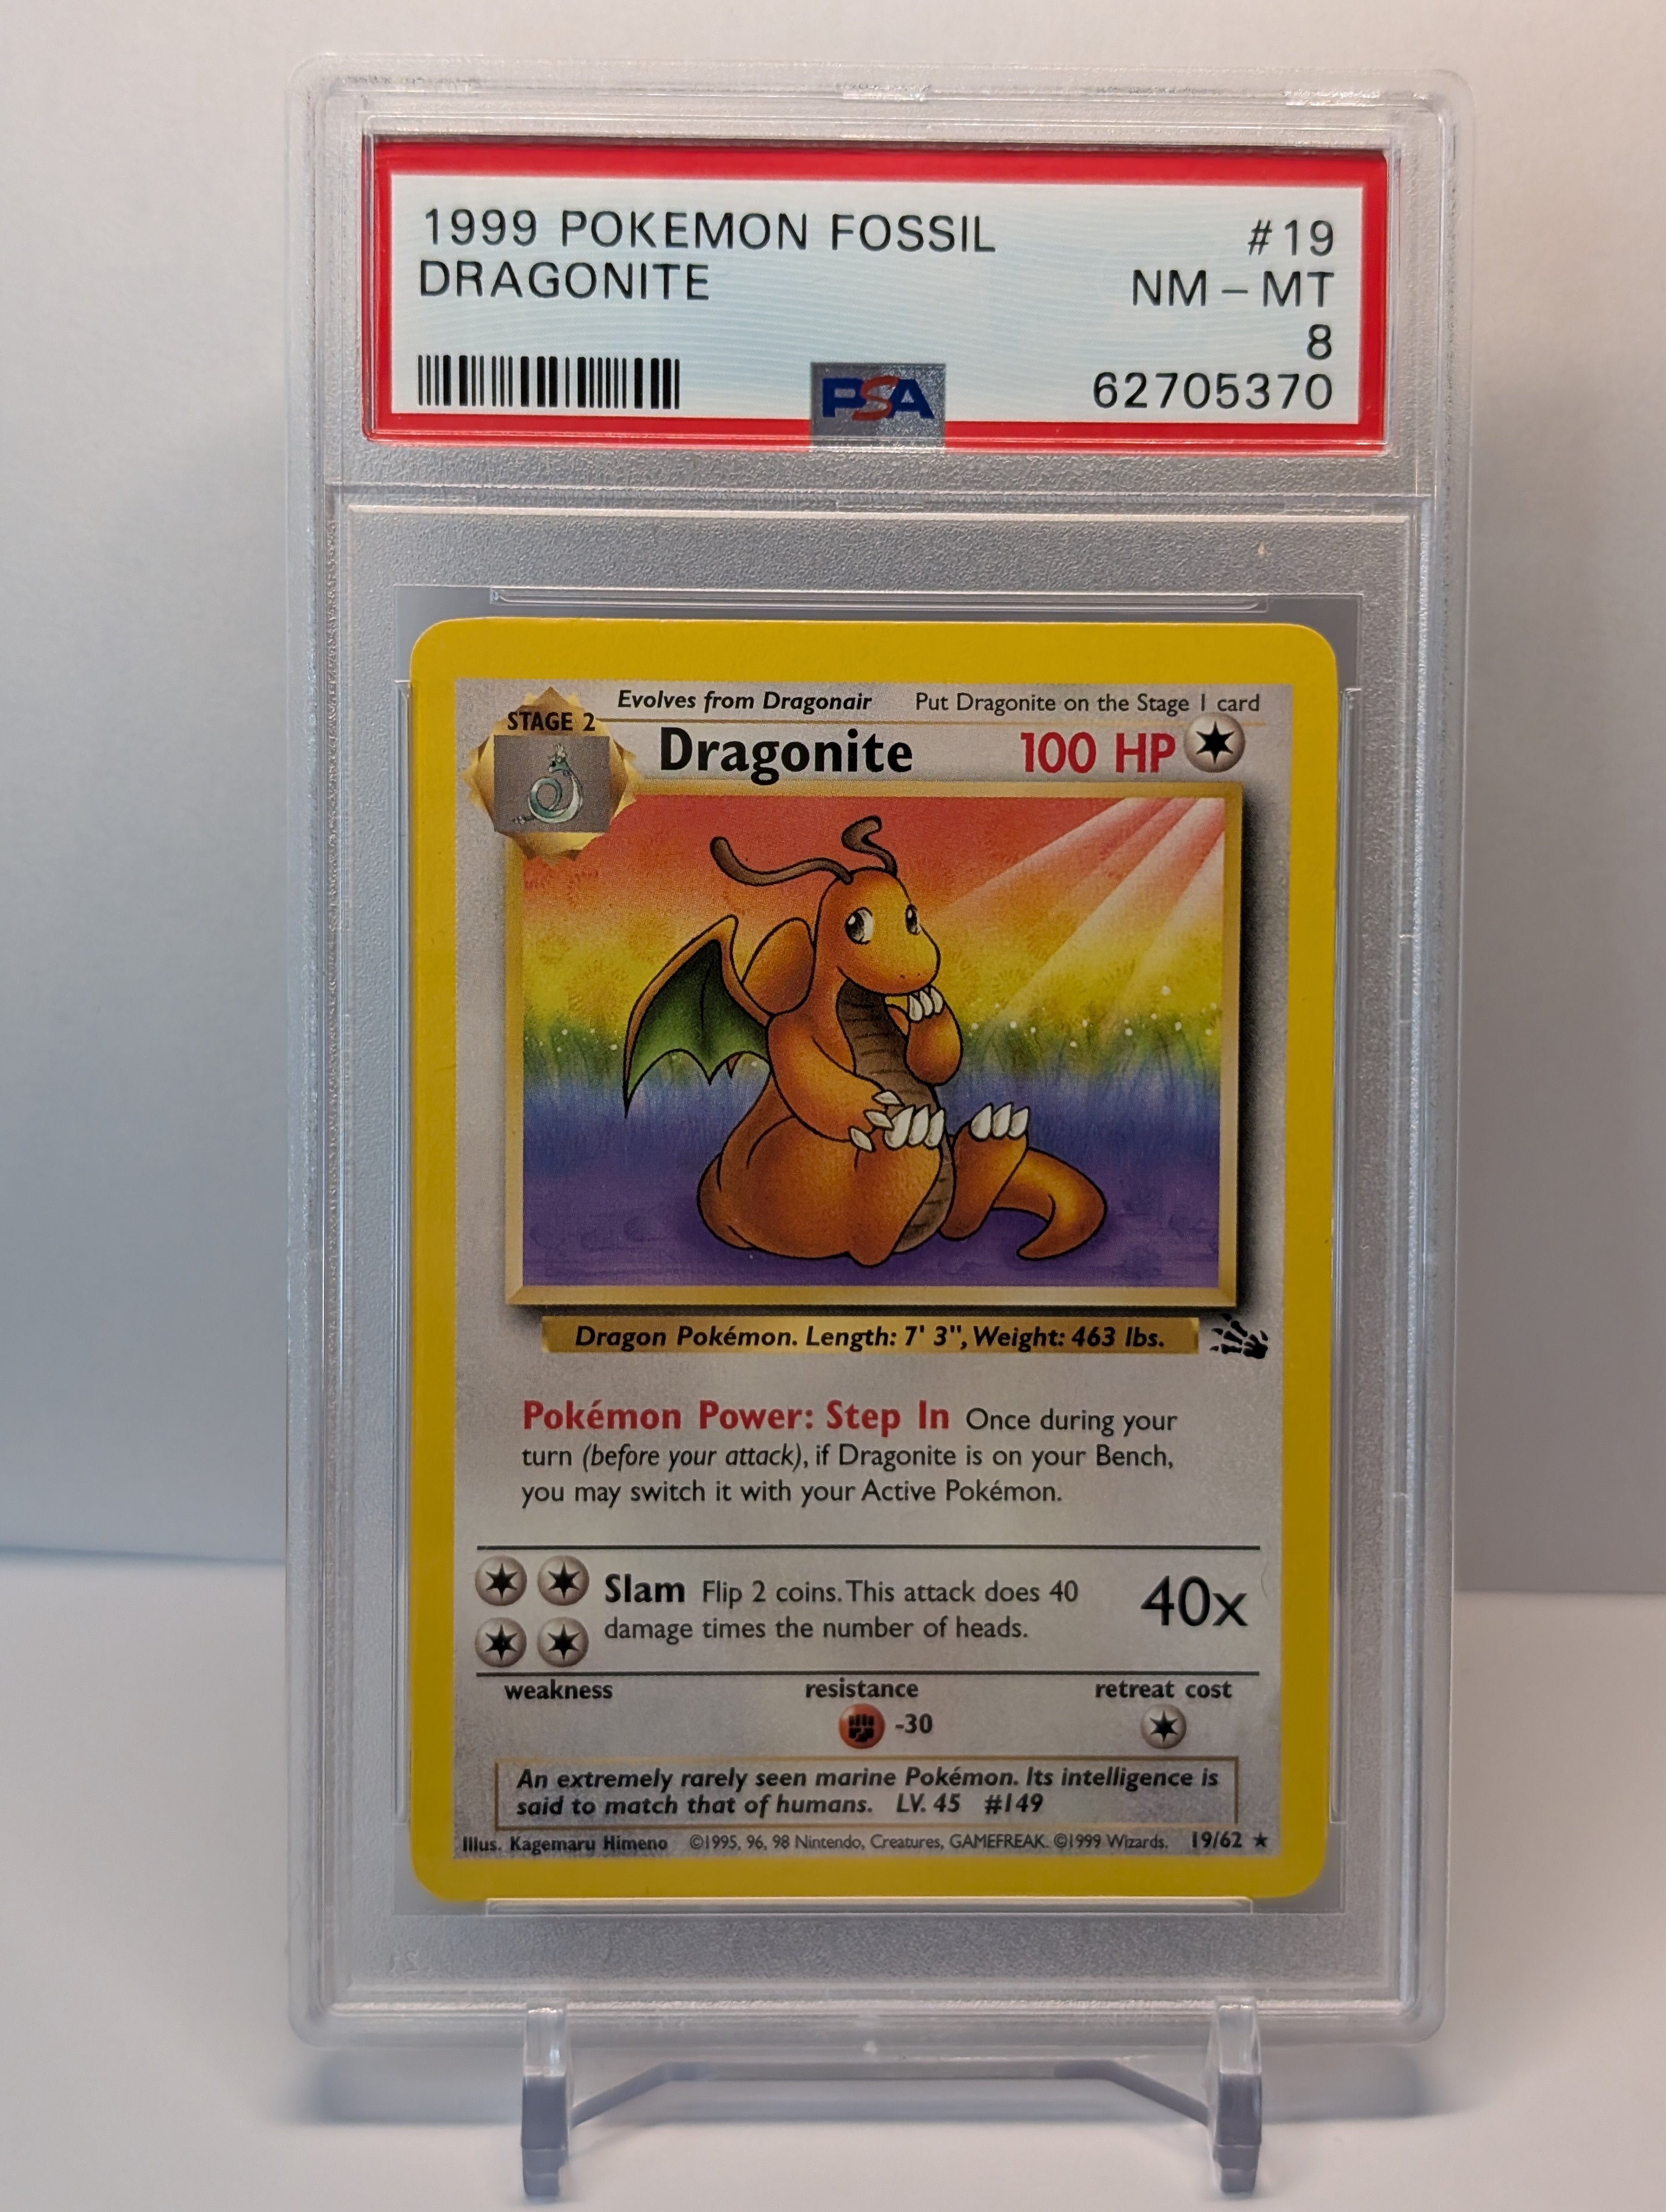 1999 POKEMON FOSSIL #19
DRAGONITE NM - MT
8
PSA 62705370
Evolves from Dragonair Put Dragonite on the Stage 1 card
STAGE 2
Dragonite 100 HP
Dragon Pokémon. Length: 7' 3", Weight: 463 lbs.
Pokémon Power: Step In Once during your
turn (before your attack), if Dragonite is on your Bench,
you may switch it with your Active Pokémon.
Slam Flip 2 coins. This attack does 40
damage times the number of heads.
40x
weakness resistance retreat cost
-30
An extremely rarely seen marine Pokémon. Its intelligence is
said to match that of humans. LV. 45 #149
Illus. Kagemaru Himeno ©1995, 96, 98 Nintendo, Creatures, GAMEFREAK. ©1999 Wizards. 19/62 ★